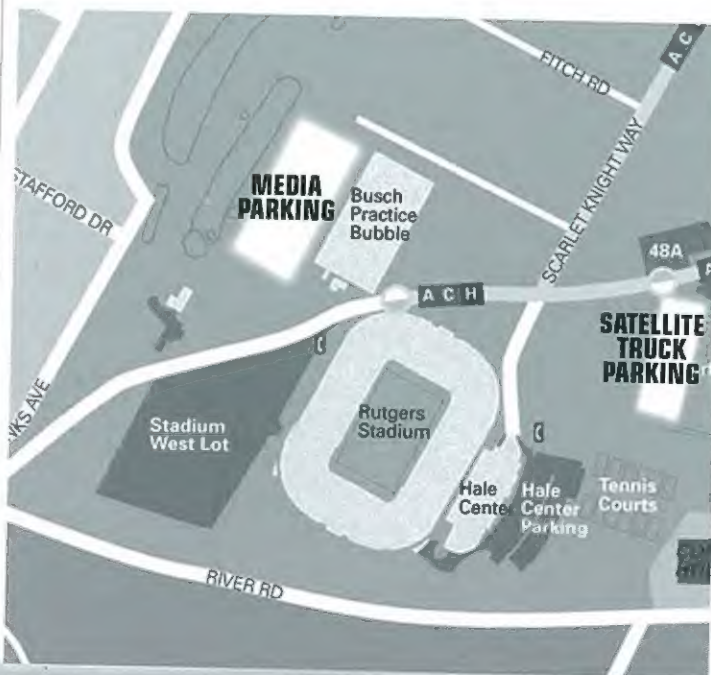 A C
FITCH RD
STAFFORD DR
MEDIA
PARKING
Busch
Practice
Bubble
SCARLET KNIGHT WAY
48A
A C H
A
SATELLITE
TRUCK
PARKING
Rutgers
Stadium
Stadium
West Lot
Hale
Center
Hale
Center
Parking
Tennis
Courts
AVE
RIVER RD